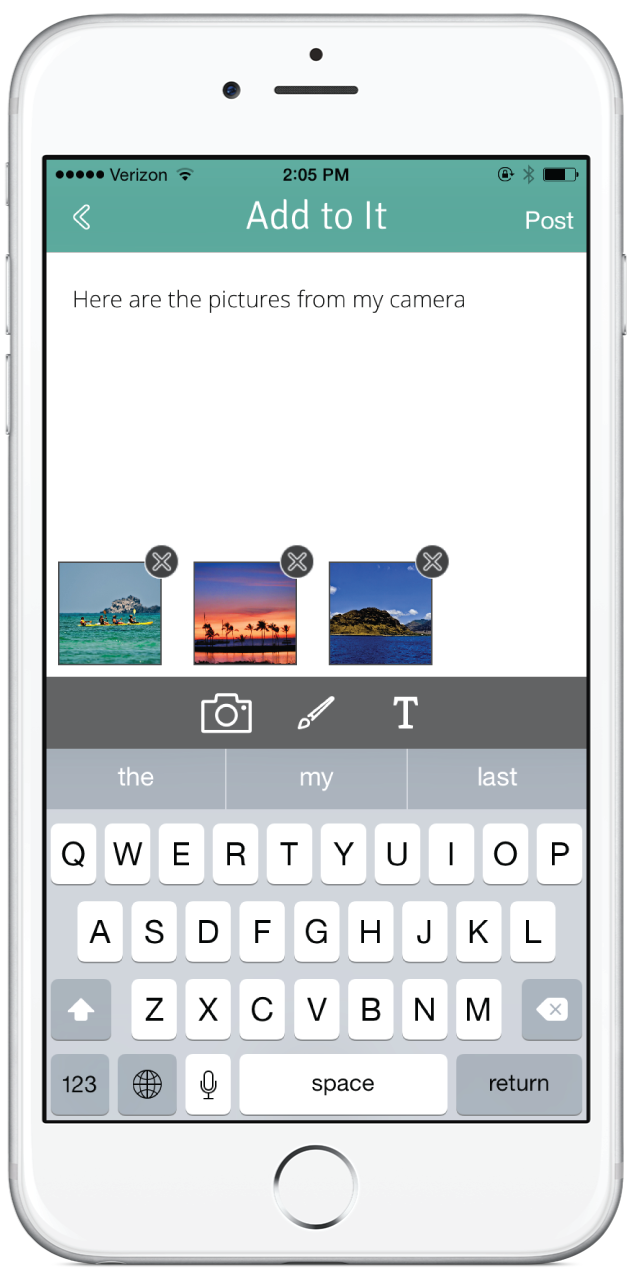 Verizon 2:05 PM
Add to It
Post
Here are the pictures from my camera
T
the my last
Q W E R T Y U I O P
A S D F G H J K L
Z X C V B N M
123 space return